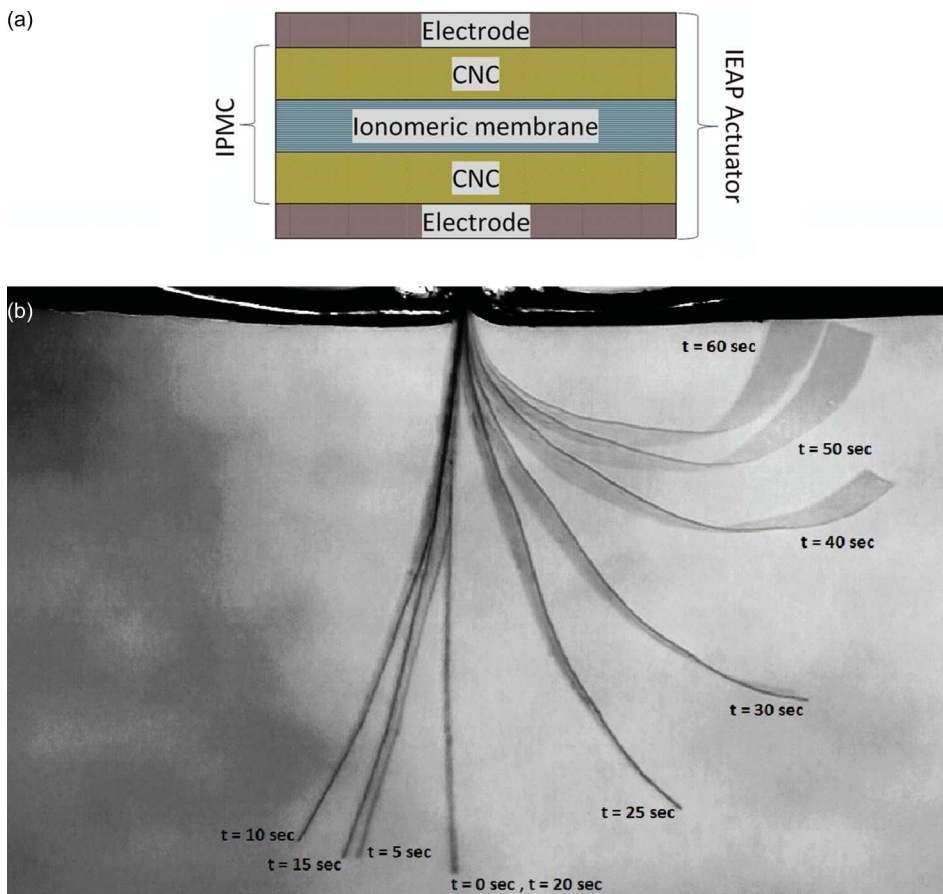 (a)
Electrode
CNC
IPMC
Ionomeric membrane
IEAP Actuator
CNC
Electrode
(b)
t = 60 sec
t = 50 sec
t = 40 sec
t = 30 sec
t = 25 sec
t = 10 sec
t = 15 sec
t = 5 sec
t = 0 sec , t = 20 sec